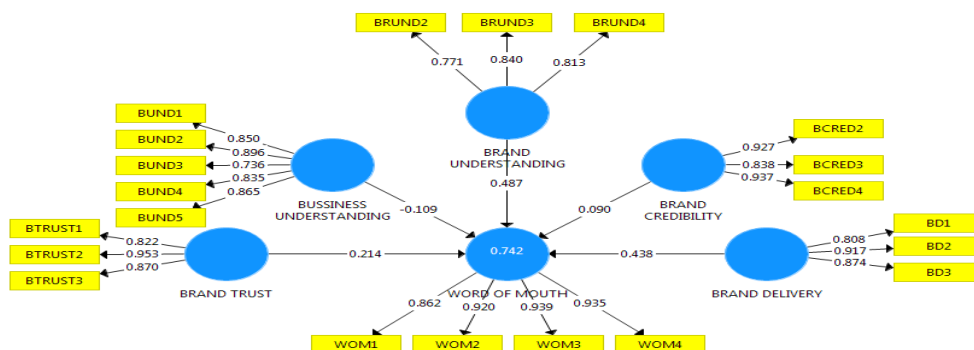 BRUND2
BRUND3
BRUND4
0.771
0.840
0.813
BUND1
BUND2
BUND3
BUND4
BUND5
0.850
0.896
0.736
0.835
0.865
BUSSINESS
UNDERSTANDING
-0.109
BRAND
UNDERSTANDING
0.487
BCRED2
BCRED3
BCRED4
0.927
0.838
0.937
BRAND
CREDIBILITY
0.090
BTRUST1
BTRUST2
BTRUST3
0.822
0.953
0.870
BRAND TRUST
0.214
0.742
WORD OF MOUTH
0.438
BRAND DELIVERY
BD1
BD2
BD3
0.808
0.917
0.874
0.862
0.920
0.939
0.935
WOM1
WOM2
WOM3
WOM4